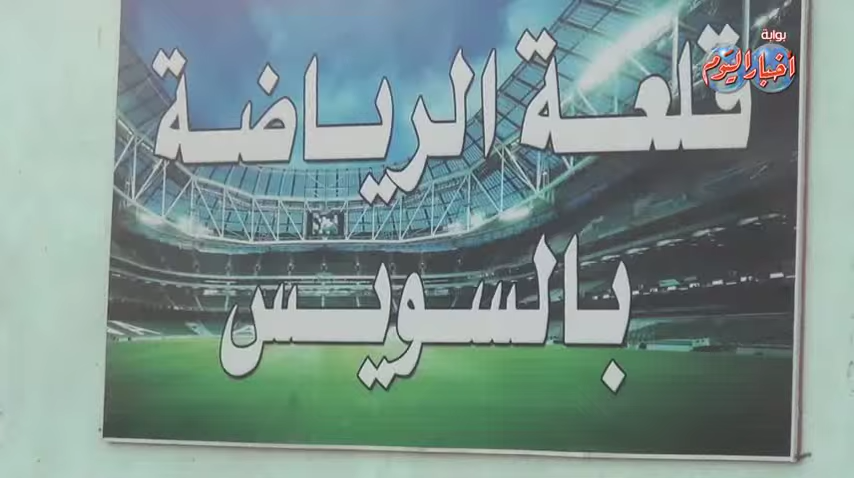 بوابة
أخبار اليوم
قلعة الرياضة
بالسويس